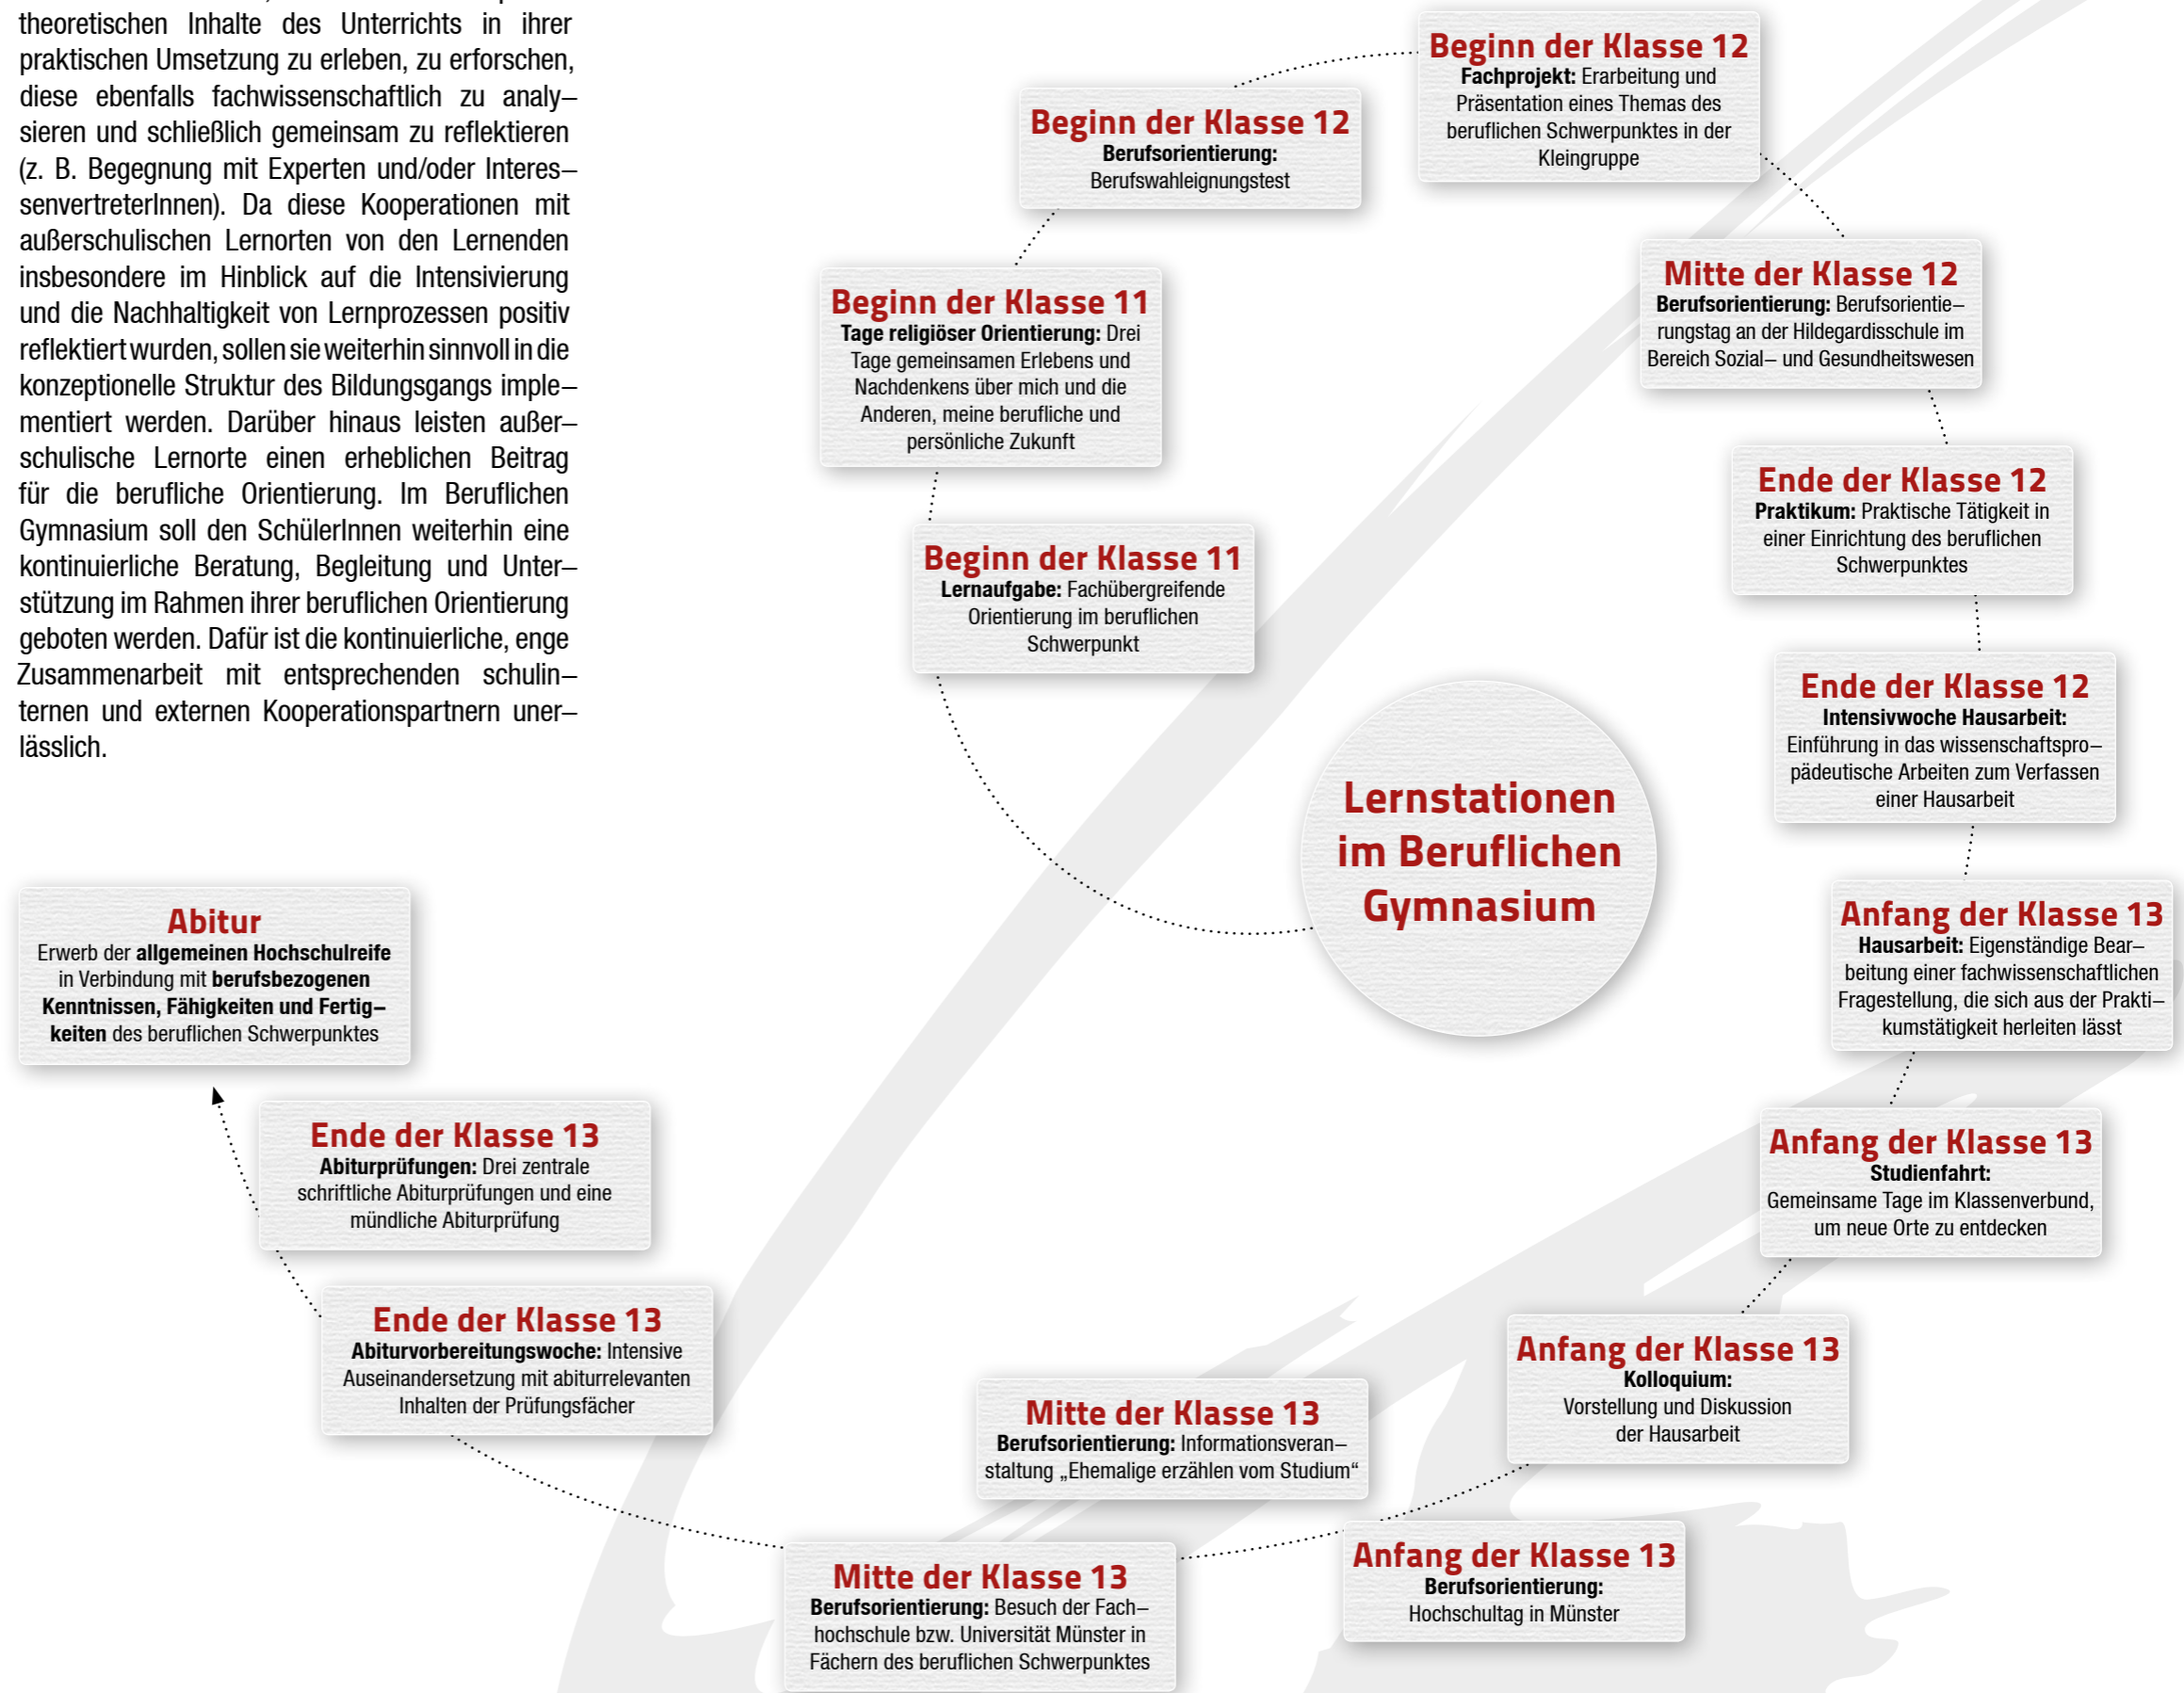 theoretischen Inhalte des Unterrichts in ihrer
praktischen Umsetzung zu erleben, zu erforschen,
diese ebenfalls fachwissenschaftlich zu analy–
sieren und schließlich gemeinsam zu reflektieren
(z. B. Begegnung mit Experten und/oder Interes–
senvertreterInnen). Da diese Kooperationen mit
außerschulischen Lernorten von den Lernenden
insbesondere im Hinblick auf die Intensivierung
und die Nachhaltigkeit von Lernprozessen positiv
reflektiert wurden, sollen sie weiterhin sinnvoll in die
konzeptionelle Struktur des Bildungsgangs imple–
mentiert werden. Darüber hinaus leisten außer–
schulische Lernorte einen erheblichen Beitrag
für die berufliche Orientierung. Im Beruflichen
Gymnasium soll den SchülerInnen weiterhin eine
kontinuierliche Beratung, Begleitung und Unter–
stützung im Rahmen ihrer beruflichen Orientierung
geboten werden. Dafür ist die kontinuierliche, enge
Zusammenarbeit mit entsprechenden schulin–
ternen und externen Kooperationspartnern uner–
lässlich.
Lernstationen
im Beruflichen
Gymnasium
Beginn der Klasse 11
Lernaufgabe: Fachübergreifende
Orientierung im beruflichen
Schwerpunkt
Beginn der Klasse 11
Tage religiöser Orientierung: Drei
Tage gemeinsamen Erlebens und
Nachdenkens über mich und die
Anderen, meine berufliche und
persönliche Zukunft
Beginn der Klasse 12
Berufsorientierung:
Berufswahleignungstest
Beginn der Klasse 12
Fachprojekt: Erarbeitung und
Präsentation eines Themas des
beruflichen Schwerpunktes in der
Kleingruppe
Mitte der Klasse 12
Berufsorientierung: Berufsorientie–
rungstag an der Hildegardisschule im
Bereich Sozial– und Gesundheitswesen
Ende der Klasse 12
Praktikum: Praktische Tätigkeit in
einer Einrichtung des beruflichen
Schwerpunktes
Ende der Klasse 12
Intensivwoche Hausarbeit:
Einführung in das wissenschaftspro–
pädeutische Arbeiten zum Verfassen
einer Hausarbeit
Anfang der Klasse 13
Hausarbeit: Eigenständige Bear–
beitung einer fachwissenschaftlichen
Fragestellung, die sich aus der Prakti–
kumstätigkeit herleiten lässt
Anfang der Klasse 13
Studienfahrt:
Gemeinsame Tage im Klassenverbund,
um neue Orte zu entdecken
Anfang der Klasse 13
Kolloquium:
Vorstellung und Diskussion
der Hausarbeit
Anfang der Klasse 13
Berufsorientierung:
Hochschultag in Münster
Mitte der Klasse 13
Berufsorientierung: Informationsveran–
staltung „Ehemalige erzählen vom Studium“
Mitte der Klasse 13
Berufsorientierung: Besuch der Fach–
hochschule bzw. Universität Münster in
Fächern des beruflichen Schwerpunktes
Ende der Klasse 13
Abiturvorbereitungswoche: Intensive
Auseinandersetzung mit abiturrelevanten
Inhalten der Prüfungsfächer
Ende der Klasse 13
Abiturprüfungen: Drei zentrale
schriftliche Abiturprüfungen und eine
mündliche Abiturprüfung
Abitur
Erwerb der allgemeinen Hochschulreife
in Verbindung mit berufsbezogenen
Kenntnissen, Fähigkeiten und Fertig–
keiten des beruflichen Schwerpunktes